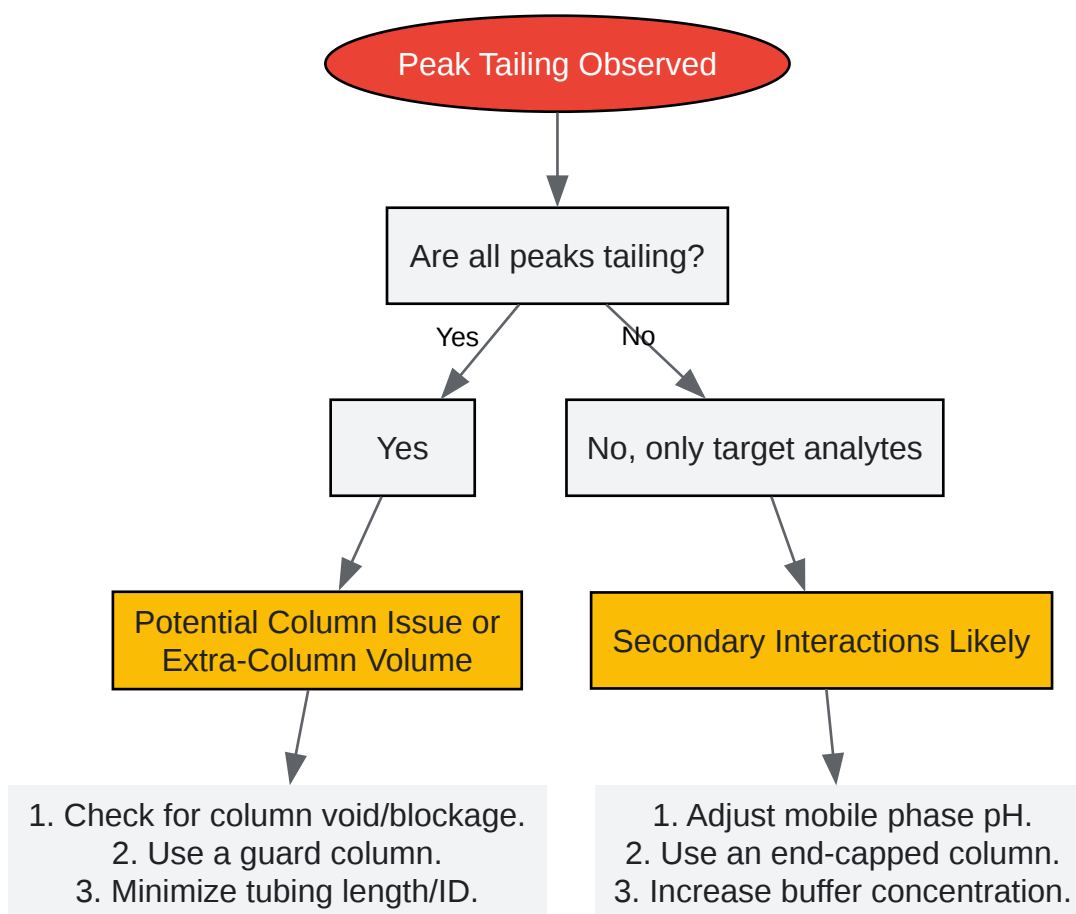 Peak Tailing Observed
Are all peaks tailing?
Yes
No
Yes
No, only target analytes
Potential Column Issue or
Extra-Column Volume
Secondary Interactions Likely
1. Check for column void/blockage.
2. Use a guard column.
3. Minimize tubing length/ID.
1. Adjust mobile phase pH.
2. Use an end-capped column.
3. Increase buffer concentration.